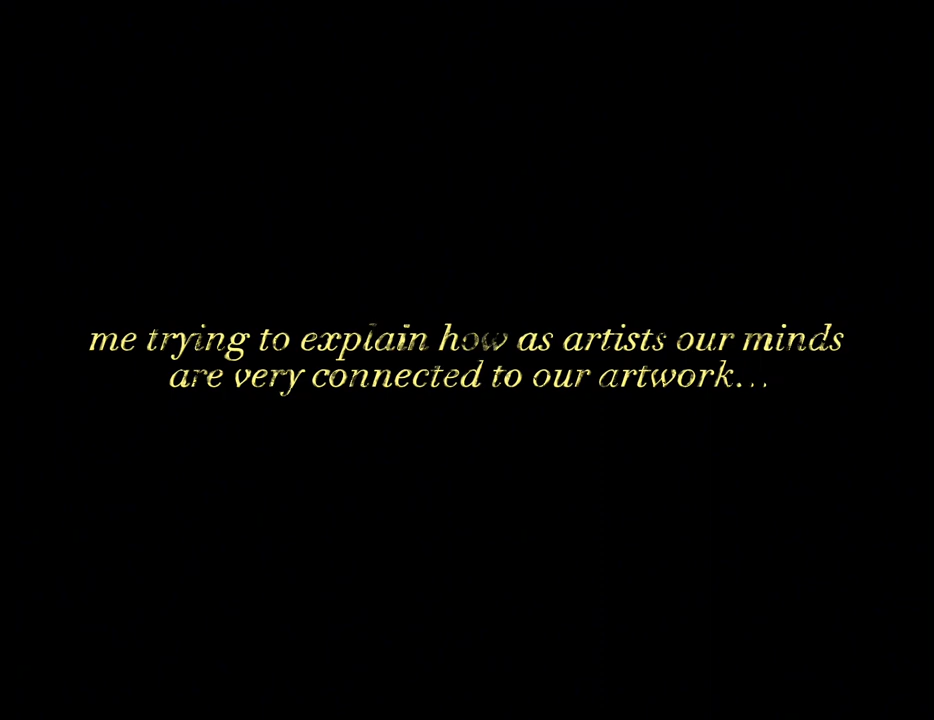 me trying to explain how as artists our minds
are very connected to our artwork...